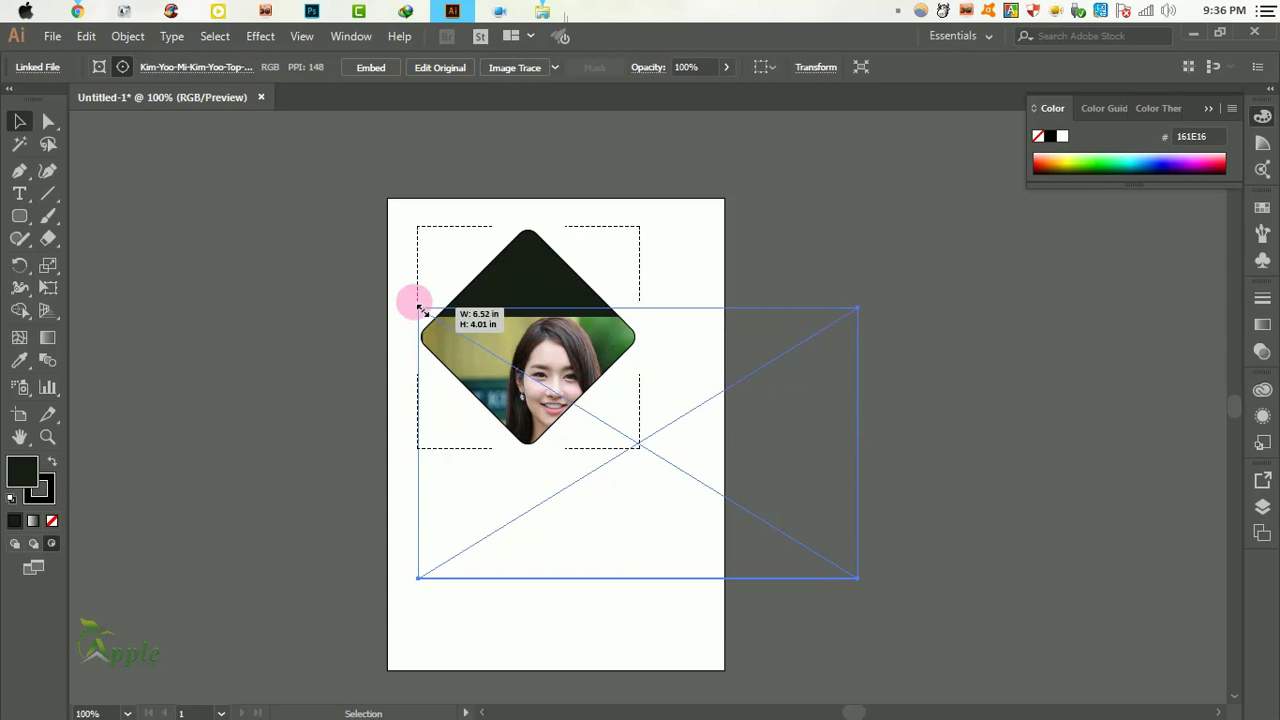 9:36 PM
Ai File Edit Object Type Select Effect View Window Help Br St Essentials Search Adobe Stock
Linked File Kim-Yoo-Mi-Kim-Yoo-Top-... RGB PPI: 148 Embed Edit Original Image Trace Mask Opacity: 100% Transform
Untitled-1* @ 100% (RGB/Preview)
Color Color Guid Color Ther
# 161E16
W: 6.52 in
H: 4.01 in
Apple
100% 1 Selection